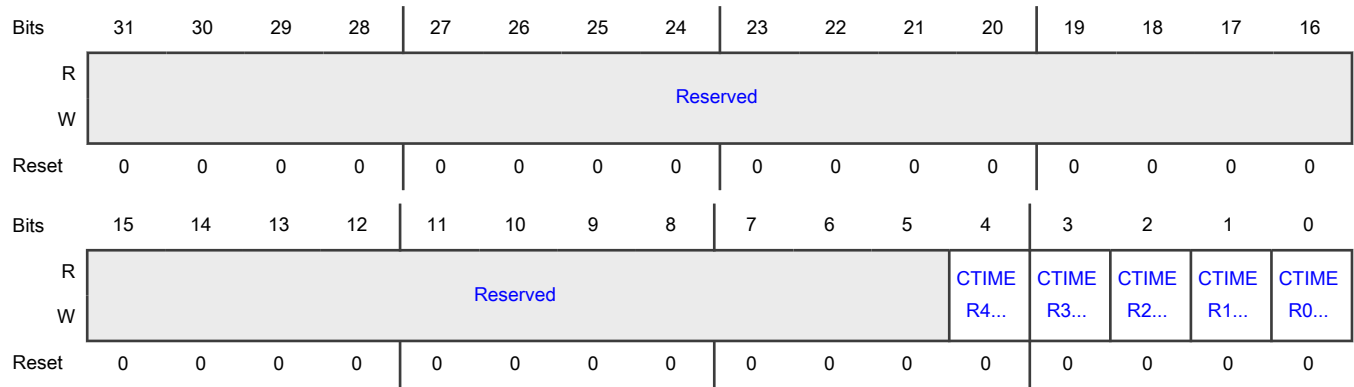 Bits 31 30 29 28 27 26 25 24 23 22 21 20 19 18 17 16
R
Reserved
W
Reset 0 0 0 0 0 0 0 0 0 0 0 0 0 0 0 0
Bits 15 14 13 12 11 10 9 8 7 6 5 4 3 2 1 0
R CTIME CTIME CTIME CTIME CTIME
Reserved
W R4... R3... R2... R1... R0...
Reset 0 0 0 0 0 0 0 0 0 0 0 0 0 0 0 0